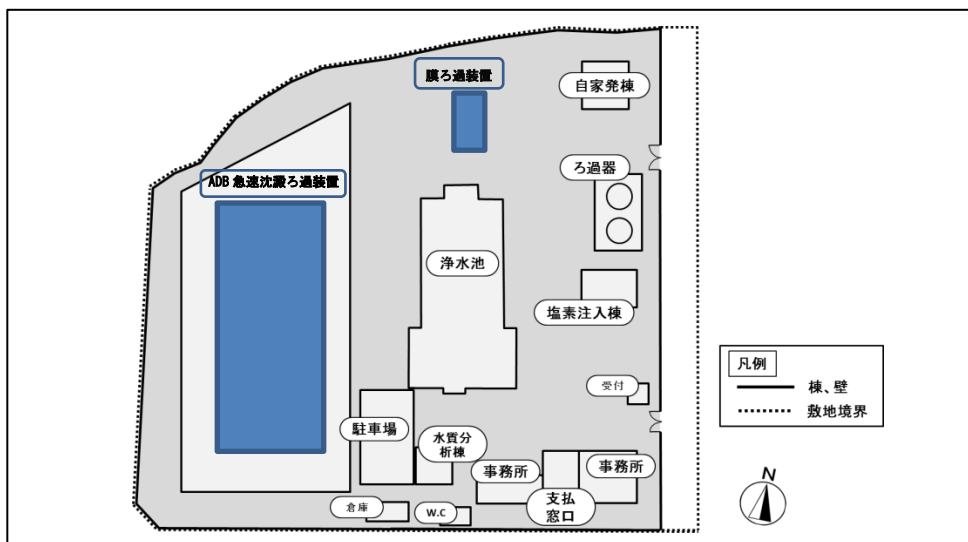 膜ろ過装置
自家発棟
ろ過器
ADB 急速沈澱ろ過装置
浄水池
塩素注入棟
凡例
棟、壁
敷地境界
受付
駐車場
水質分
析棟
事務所
事務所
支払
窓口
倉庫
W.C
N